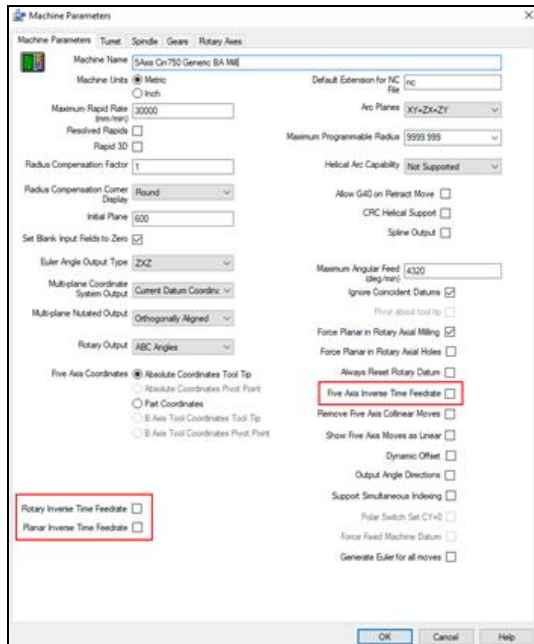 Machine Parameters
Machine Parameters Turret Spindle Gears Rotary Axes
Machine Name 5Axis Cin750 Generic BA Mill
Machine Units Metric
Inch
Maximum Rapid Rate (mm/min) 30000
Resolved Rapids
Rapid 3D
Radius Compensation Factor 1
Radius Compensation Corner Display Round
Initial Plane 600
Set Blank Input Fields to Zero
Euler Angle Output Type ZXZ
Multi-plane Coordinate System Output Current Datum Coordinc
Multi-plane Nutated Output Orthogonally Aligned
Rotary Output ABC Angles
Five Axis Coordinates Absolute Coordinates Tool Tip
Absolute Coordinates Pivot Point
Part Coordinates
B Axis Tool Coordinates Tool Tip
B Axis Tool Coordinates Pivot Point
Rotary Inverse Time Feedrate
Planar Inverse Time Feedrate
Default Extension for NC File nc
Arc Planes XY+ZX+ZY
Maximum Programmable Radius 9999.999
Helical Arc Capability Not Supported
Allow G40 on Retract Move
CRC Helical Support
Spline Output
Maximum Angular Feed (deg/min) 4320
Ignore Coincident Datums
Pivot about tool tip
Force Planar in Rotary Axial Milling
Force Planar in Rotary Axial Holes
Always Reset Rotary Datum
Five Axis Inverse Time Feedrate
Remove Five Axis Collinear Moves
Show Five Axis Moves as Linear
Dynamic Offset
Output Angle Directions
Support Simultaneous Indexing
Polar Switch Set CY+0
Force Fixed Machine Datum
Generate Euler for all moves
OK Cancel Help